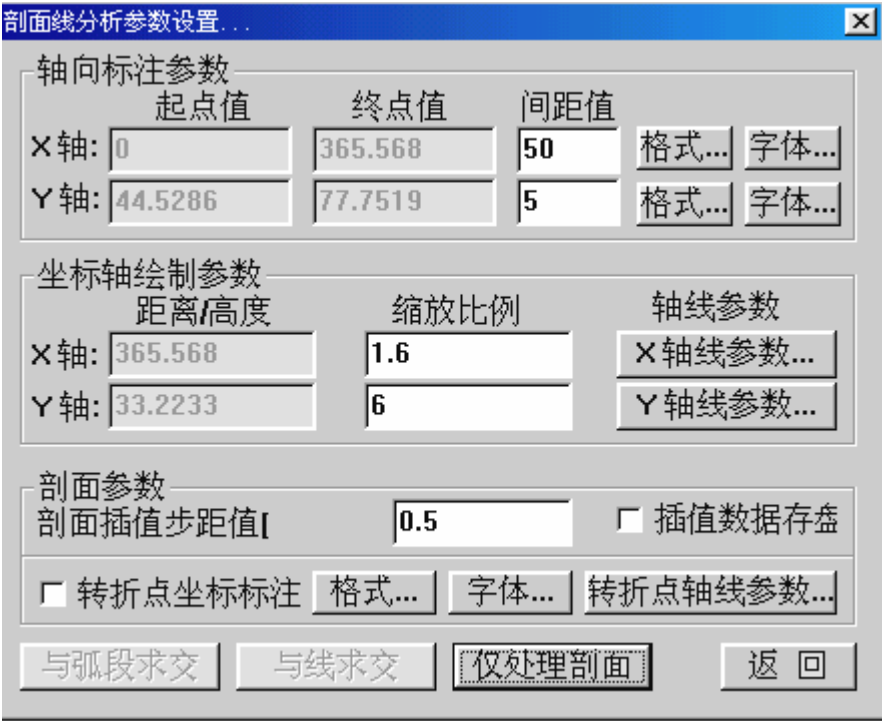 剖面线分析参数设置...
轴向标注参数
起点值 终点值 间距值
X轴: 0 365.568 50 格式... 字体...
Y轴: 44.5286 77.7519 5 格式... 字体...
坐标轴绘制参数
距离/高度 缩放比例 轴线参数
X轴: 365.568 1.6 X轴线参数...
Y轴: 33.2233 6 Y轴线参数...
剖面参数
剖面插值步距值[ 0.5 插值数据存盘
转折点坐标标注 格式... 字体... 转折点轴线参数...
与弧段求交 与线求交 仅处理剖面 返 回